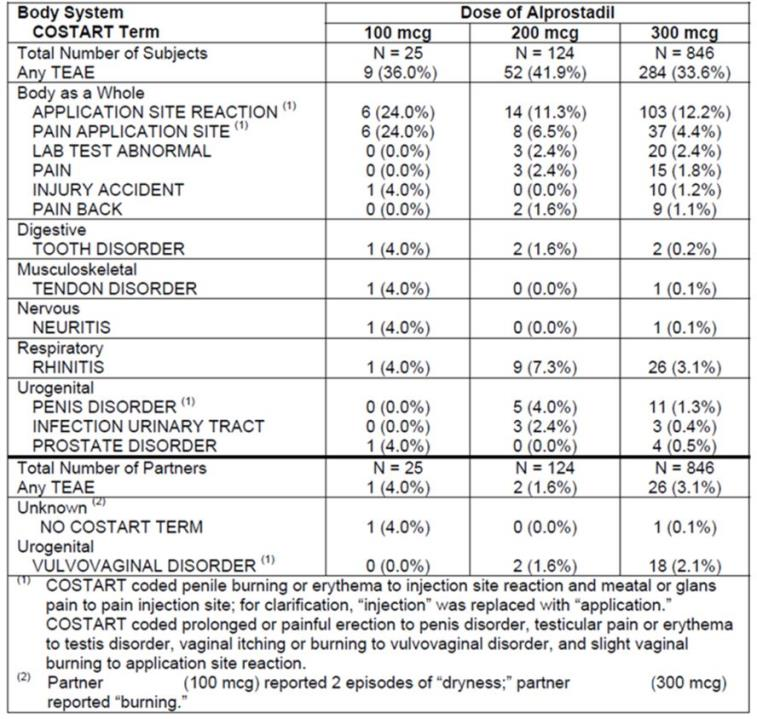 Body System Dose of Alprostadil
COSTART Term 100 mcg 200 mcg 300 mcg
Total Number of Subjects N = 25 N = 124 N = 846
Any TEAE 9 (36.0%) 52 (41.9%) 284 (33.6%)
Body as a Whole
APPLICATION SITE REACTION (1) 6 (24.0%) 14 (11.3%) 103 (12.2%)
PAIN APPLICATION SITE (1) 6 (24.0%) 8 (6.5%) 37 (4.4%)
LAB TEST ABNORMAL 0 (0.0%) 3 (2.4%) 20 (2.4%)
PAIN 0 (0.0%) 3 (2.4%) 15 (1.8%)
INJURY ACCIDENT 1 (4.0%) 0 (0.0%) 10 (1.2%)
PAIN BACK 0 (0.0%) 2 (1.6%) 9 (1.1%)
Digestive
TOOTH DISORDER 1 (4.0%) 2 (1.6%) 2 (0.2%)
Musculoskeletal
TENDON DISORDER 1 (4.0%) 0 (0.0%) 1 (0.1%)
Nervous
NEURITIS 1 (4.0%) 0 (0.0%) 1 (0.1%)
Respiratory
RHINITIS 1 (4.0%) 9 (7.3%) 26 (3.1%)
Urogenital
PENIS DISORDER (1) 0 (0.0%) 5 (4.0%) 11 (1.3%)
INFECTION URINARY TRACT 0 (0.0%) 3 (2.4%) 3 (0.4%)
PROSTATE DISORDER 1 (4.0%) 0 (0.0%) 4 (0.5%)
Total Number of Partners N = 25 N = 124 N = 846
Any TEAE 1 (4.0%) 2 (1.6%) 26 (3.1%)
Unknown (2)
NO COSTART TERM 1 (4.0%) 0 (0.0%) 1 (0.1%)
Urogenital
VULVOVAGINAL DISORDER (1) 0 (0.0%) 2 (1.6%) 18 (2.1%)
(1) COSTART coded penile burning or erythema to injection site reaction and meatal or glans
pain to pain injection site; for clarification, “injection” was replaced with “application.”
COSTART coded prolonged or painful erection to penis disorder, testicular pain or erythema
to testis disorder, vaginal itching or burning to vulvovaginal disorder, and slight vaginal
burning to application site reaction.
(2) Partner (100 mcg) reported 2 episodes of “dryness;” partner (300 mcg)
reported “burning.”